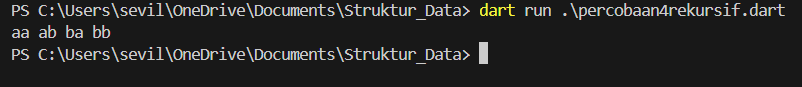 PS C:\Users\sevil\OneDrive\Documents\Struktur_Data> dart run .\percobaan4rekursif.dart
aa ab ba bb
PS C:\Users\sevil\OneDrive\Documents\Struktur_Data>